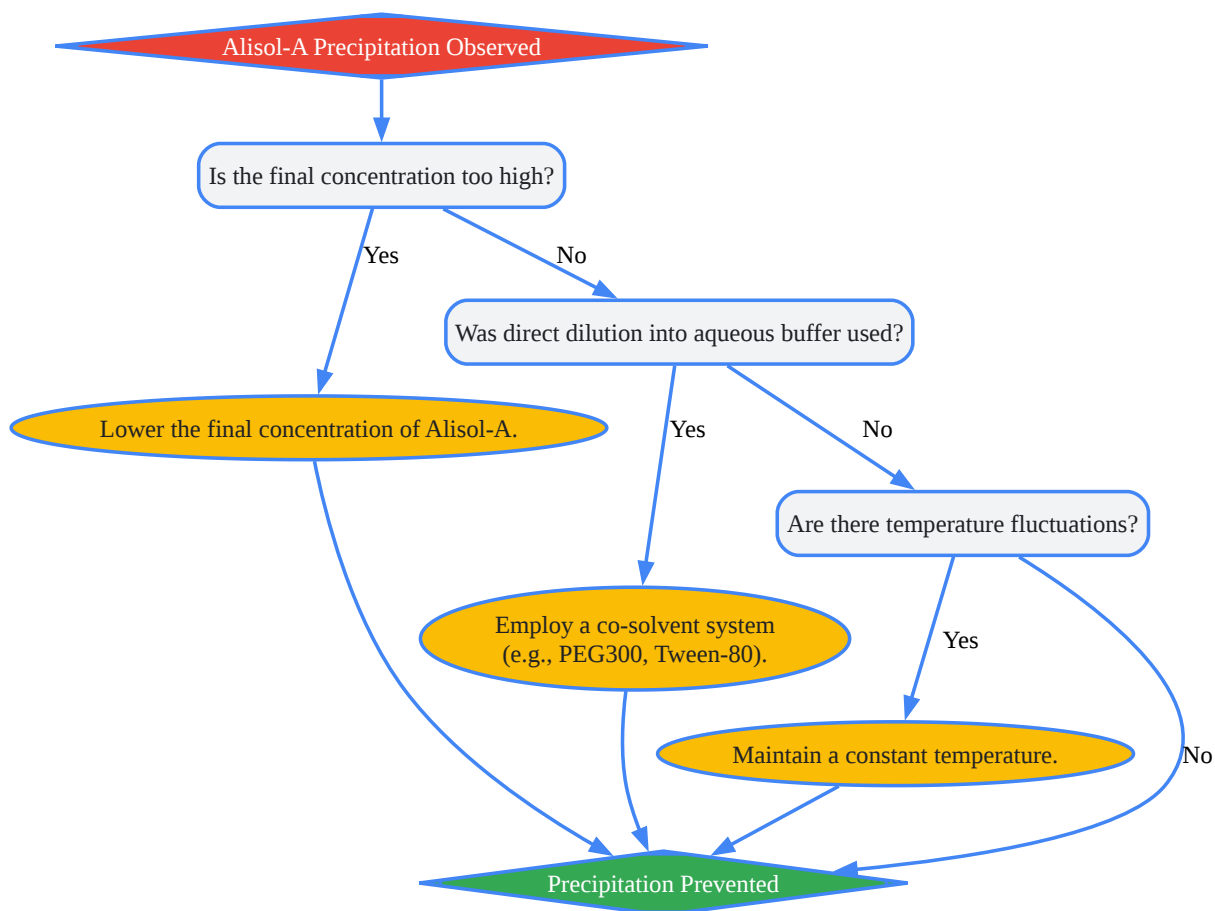 Alisol-A Precipitation Observed
Is the final concentration too high?
Yes
No
Was direct dilution into aqueous buffer used?
Lower the final concentration of Alisol-A.
Yes
No
Are there temperature fluctuations?
Employ a co-solvent system
(e.g., PEG300, Tween-80).
Yes
Maintain a constant temperature.
No
Precipitation Prevented